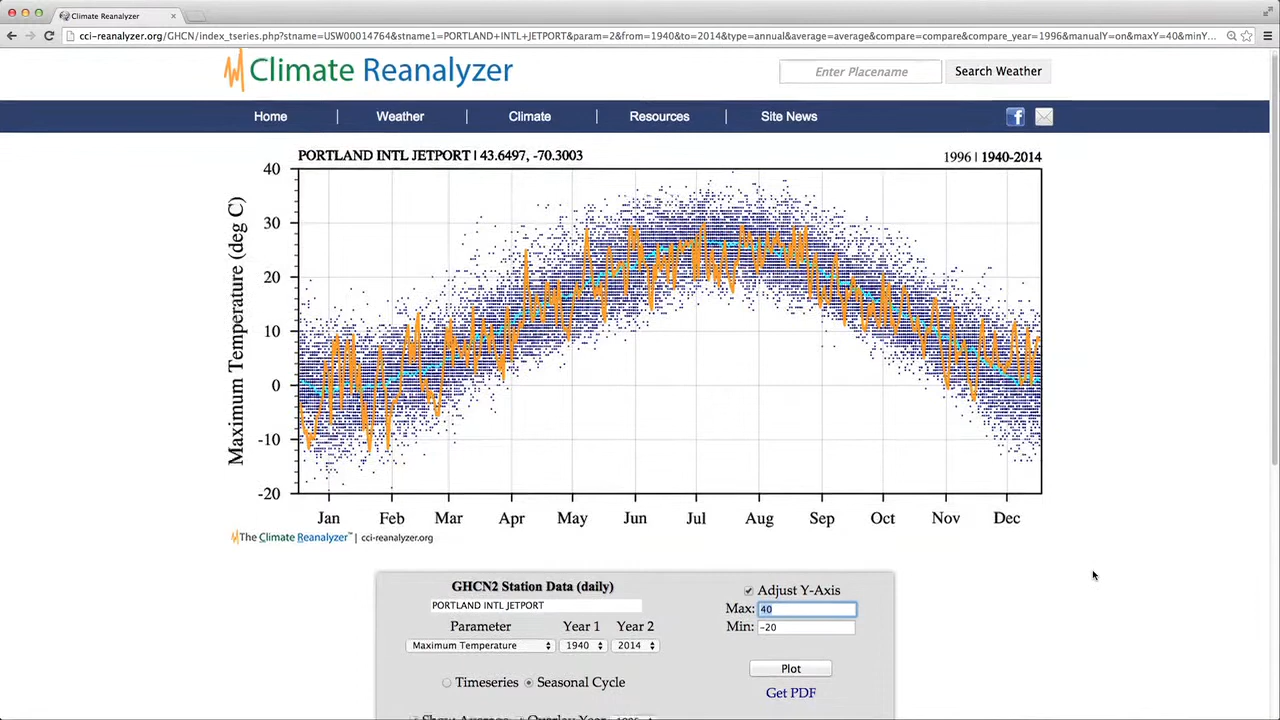 Climate Reanalyzer
cci-reanalyzer.org/GHCN/index_tseries.php?stname=USW00014764&stname1=PORTLAND+INTL+JETPORT&param=2&from=1940&to=2014&type=annual&average=average&compare=compare&compare_year=1996&manualY=on&maxY=40&minY...
Climate Reanalyzer
Enter Placename
Search Weather
Home | Weather | Climate | Resources | Site News
f
PORTLAND INTL JETPORT | 43.6497, -70.3003
1996 | 1940-2014
Maximum Temperature (deg C)
40
30
20
10
0
-10
-20
Jan Feb Mar Apr May Jun Jul Aug Sep Oct Nov Dec
The Climate Reanalyzer™ | cci-reanalyzer.org
GHCN2 Station Data (daily)
PORTLAND INTL JETPORT
Parameter Year 1 Year 2
Maximum Temperature 1940 2014
Timeseries Seasonal Cycle
Adjust Y-Axis
Max: 40
Min: -20
Plot
Get PDF
Show Average Overlay Year 1996